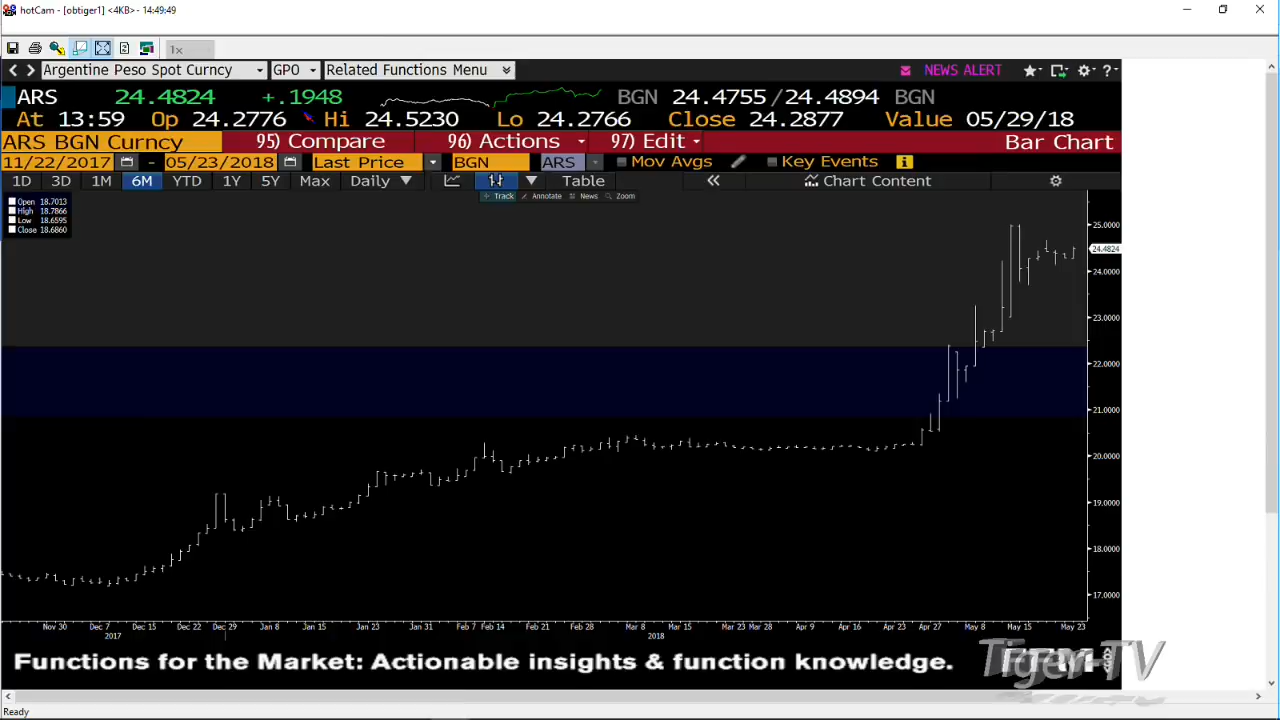 hotCam - [obtiger1] <4KB> - 14:49:49
1x
Argentine Peso Spot Curncy GPO Related Functions Menu NEWS ALERT ?
ARS 24.4824 +.1948 BGN 24.4755/24.4894 BGN
At 13:59 Op 24.2776 Hi 24.5230 Lo 24.2766 Close 24.2877 Value 05/29/18
ARS BGN Curncy 95) Compare 96) Actions 97) Edit Bar Chart
11/22/2017 - 05/23/2018 Last Price BGN ARS Mov Avgs Key Events
1D 3D 1M 6M YTD 1Y 5Y Max Daily Table Chart Content
Track Annotate News Zoom
Open 18.7013
High 18.7866
Low 18.6595
Close 18.6860
25.0000
24.4824
24.0000
23.0000
22.0000
21.0000
20.0000
19.0000
18.0000
17.0000
Nov 30 Dec 7 Dec 15 Dec 22 Dec 29 Jan 8 Jan 15 Jan 23 Jan 31 Feb 7 Feb 14 Feb 21 Feb 28 Mar 8 Mar 15 Mar 23 Mar 28 Apr 9 Apr 16 Apr 23 Apr 27 May 8 May 15 May 23
2017 2018
Functions for the Market: Actionable insights & function knowledge.
Tiger-TV
Ready